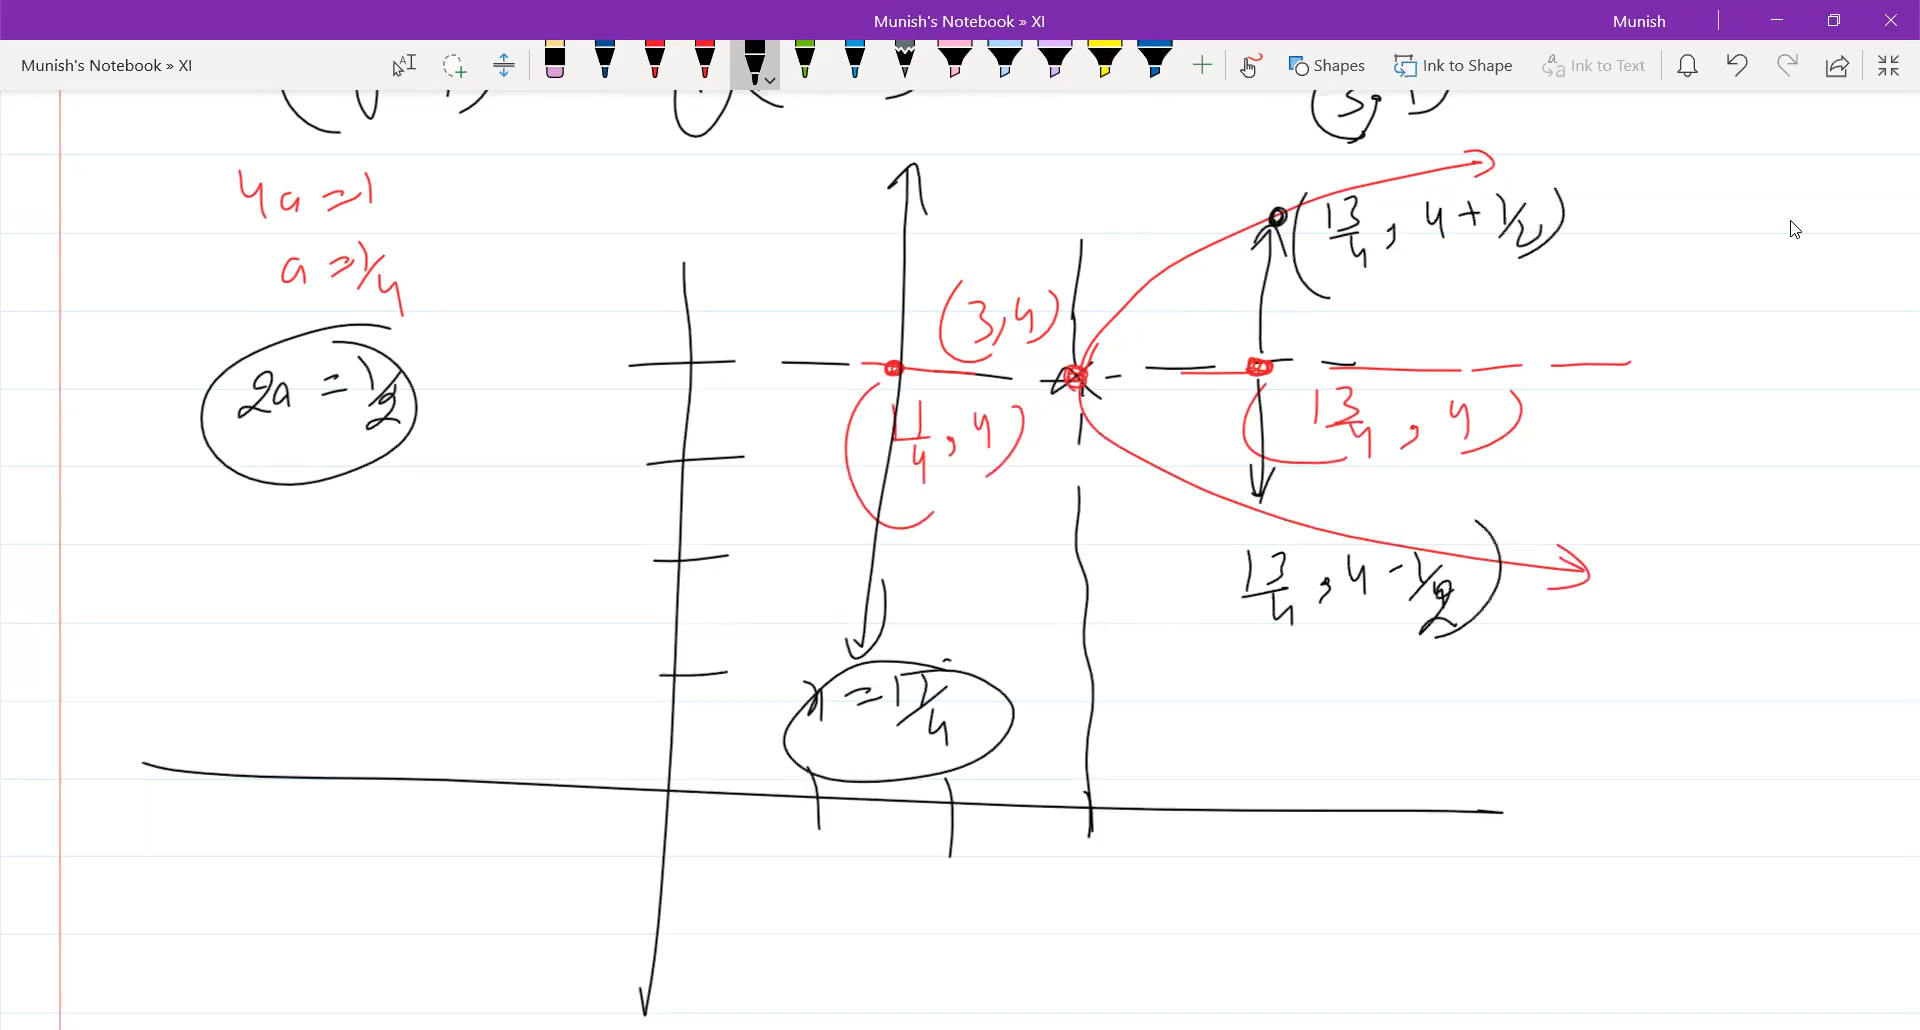 Munish's Notebook » XI
Munish
Munish's Notebook » XI
Shapes
Ink to Shape
Ink to Text
4a = 1
a = 1/4
2a = 1/2
(3, 4)
(13/4, 4 + 1/2)
(11/4, 4)
(13/4, 4)
13/4, 4 - 1/2)
x = 11/4